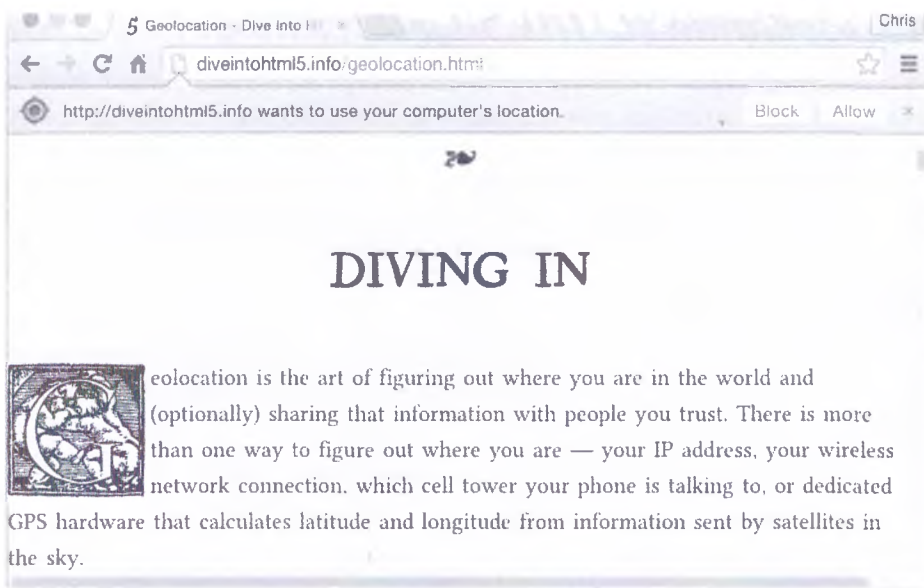 5 Geolocation - Dive Into H
Chris
diveintohtml5.info/geolocation.html
http://diveintohtml5.info wants to use your computer's location.
Block Allow
DIVING IN
Geolocation is the art of figuring out where you are in the world and
(optionally) sharing that information with people you trust. There is more
than one way to figure out where you are — your IP address, your wireless
network connection, which cell tower your phone is talking to, or dedicated
GPS hardware that calculates latitude and longitude from information sent by satellites in
the sky.